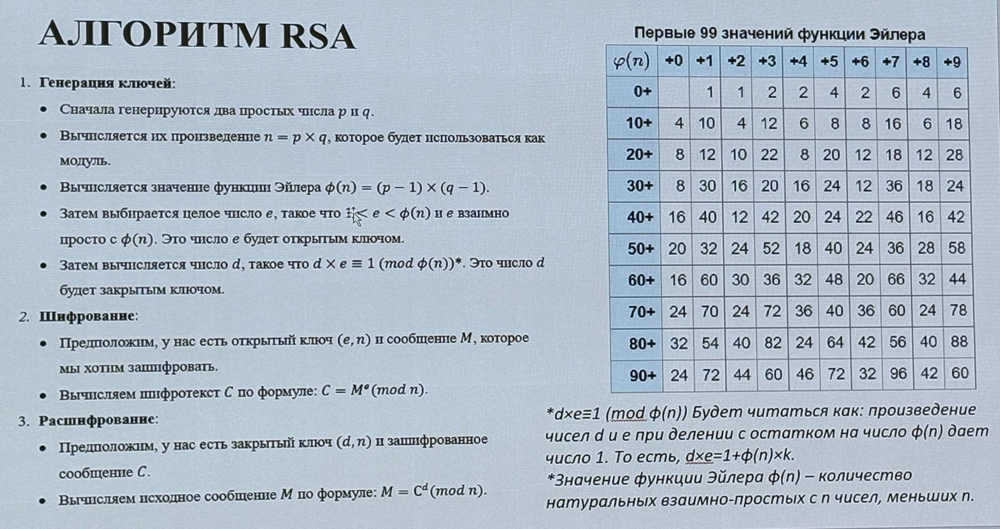 АЛГОРИТМ RSA
1. Генерация ключей:
• Сначала генерируются два простых числа p и q.
• Вычисляется их произведение n = p × q, которое будет использоваться как
модуль.
• Вычисляется значение функции Эйлера ϕ(n) = (p − 1) × (q − 1).
• Затем выбирается целое число e, такое что 1 < e < ϕ(n) и e взаимно
просто с ϕ(n). Это число e будет открытым ключом.
• Затем вычисляется число d, такое что d × e ≡ 1 (mod ϕ(n))*. Это число d
будет закрытым ключом.
2. Шифрование:
• Предположим, у нас есть открытый ключ (e, n) и сообщение M, которое
мы хотим зашифровать.
• Вычисляем шифротекст C по формуле: C = Mᵉ(mod n).
3. Расшифрование:
• Предположим, у нас есть закрытый ключ (d, n) и зашифрованное
сообщение C.
• Вычисляем исходное сообщение M по формуле: M = Cᵈ(mod n).
Первые 99 значений функции Эйлера
φ(n) +0 +1 +2 +3 +4 +5 +6 +7 +8 +9
0+ 1 1 2 2 4 2 6 4 6
10+ 4 10 4 12 6 8 8 16 6 18
20+ 8 12 10 22 8 20 12 18 12 28
30+ 8 30 16 20 16 24 12 36 18 24
40+ 16 40 12 42 20 24 22 46 16 42
50+ 20 32 24 52 18 40 24 36 28 58
60+ 16 60 30 36 32 48 20 66 32 44
70+ 24 70 24 72 36 40 36 60 24 78
80+ 32 54 40 82 24 64 42 56 40 88
90+ 24 72 44 60 46 72 32 96 42 60
*d×e≡1 (mod ϕ(n)) Будет читаться как: произведение
чисел d и e при делении с остатком на число ϕ(n) дает
число 1. То есть, d×e=1+ϕ(n)×k.
*Значение функции Эйлера ϕ(n) – количество
натуральных взаимно-простых с n чисел, меньших n.